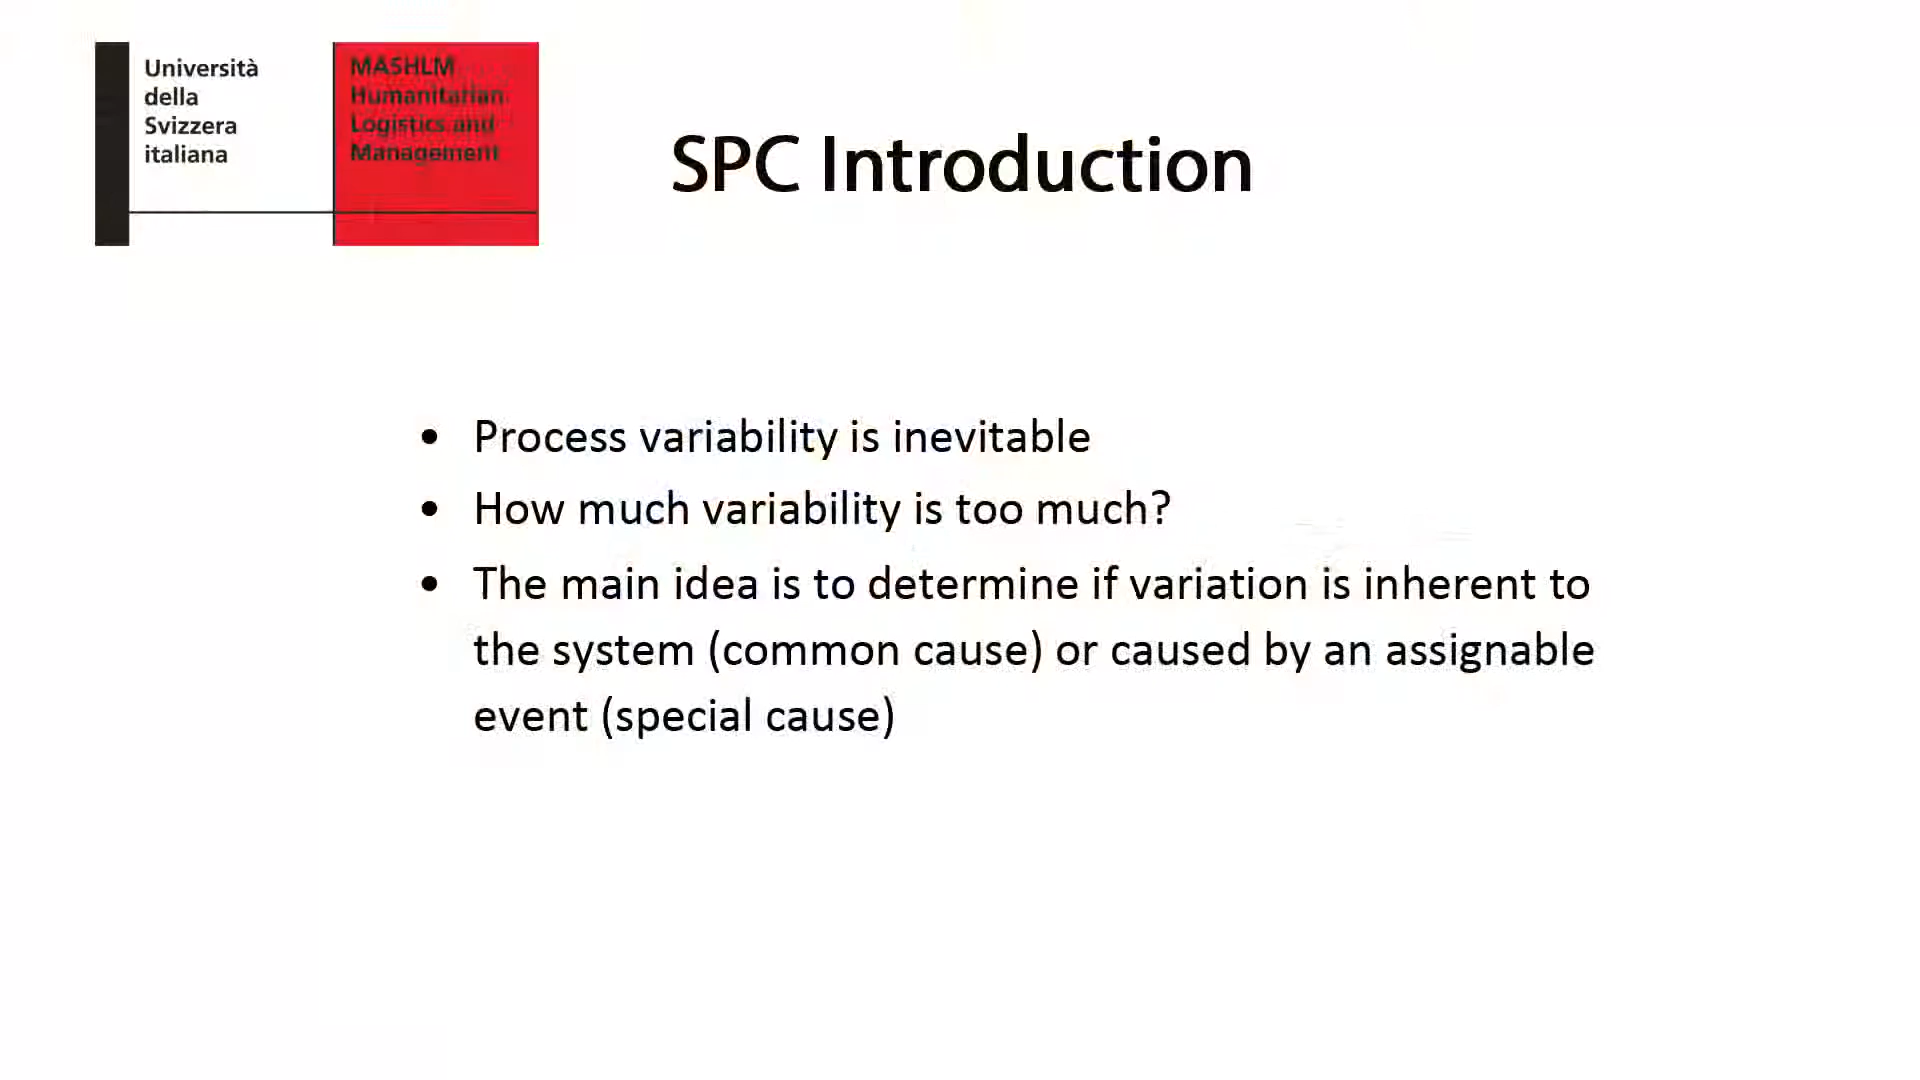 Università
della
Svizzera
italiana
MASHLM
Humanitarian
Logistics and
Management
SPC Introduction
• Process variability is inevitable
• How much variability is too much?
• The main idea is to determine if variation is inherent to
the system (common cause) or caused by an assignable
event (special cause)